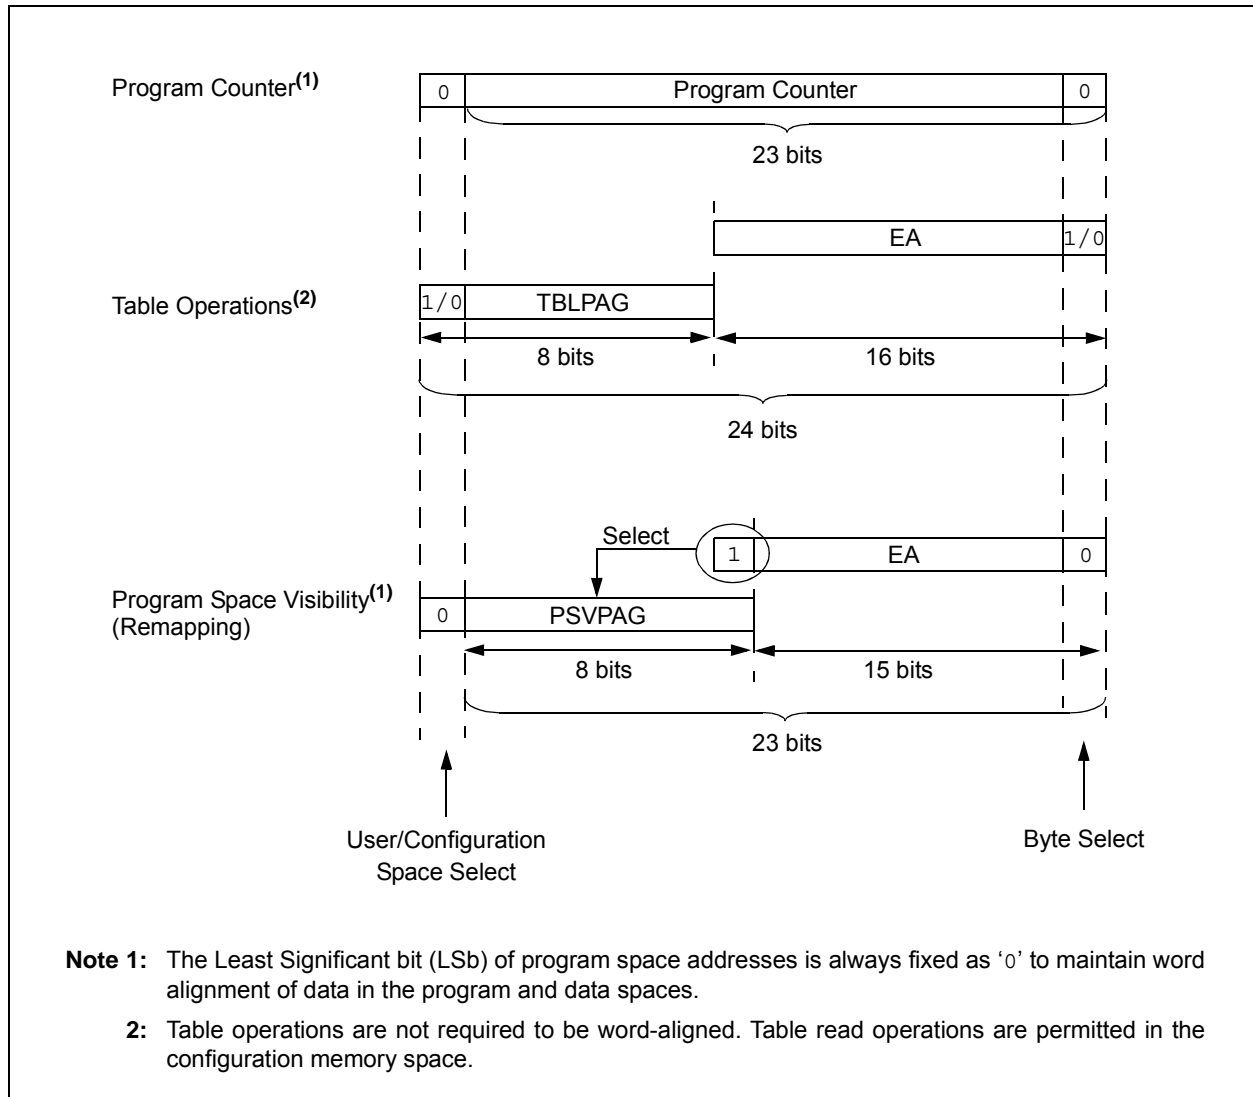 Program Counter(1)
0
Program Counter
0
23 bits
EA
1/0
Table Operations(2)
1/0
TBLPAG
8 bits
16 bits
24 bits
Select
1
EA
0
Program Space Visibility(1)
(Remapping)
0
PSVPAG
8 bits
15 bits
23 bits
User/Configuration
Space Select
Byte Select
Note 1: The Least Significant bit (LSb) of program space addresses is always fixed as ‘0’ to maintain word
alignment of data in the program and data spaces.
2: Table operations are not required to be word-aligned. Table read operations are permitted in the
configuration memory space.